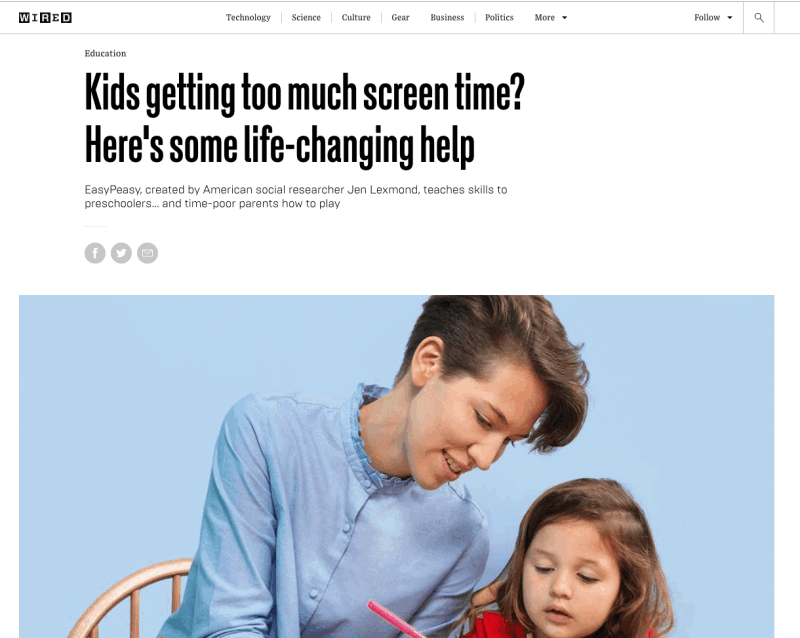 WIRED
Technology Science Culture Gear Business Politics More Follow
Education
Kids getting too much screen time?
Here's some life-changing help
EasyPeasy, created by American social researcher Jen Lexmond, teaches skills to
preschoolers... and time-poor parents how to play